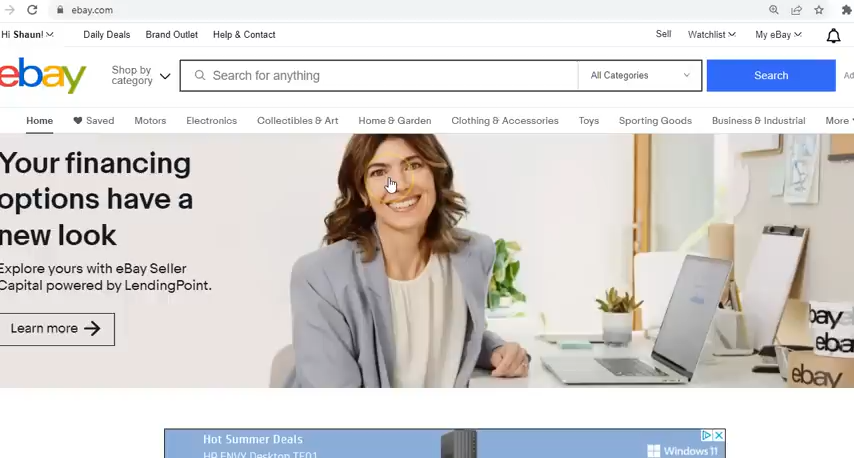 ebay.com
Hi Shaun! Daily Deals Brand Outlet Help & Contact Sell Watchlist My eBay
ebay Shop by category Search for anything All Categories Search Ad
Home Saved Motors Electronics Collectibles & Art Home & Garden Clothing & Accessories Toys Sporting Goods Business & Industrial More
Your financing
options have a
new look
Explore yours with eBay Seller
Capital powered by LendingPoint.
Learn more
ebay
ebay
ebay
Hot Summer Deals
HP ENVY Desktop TE01
Windows 11